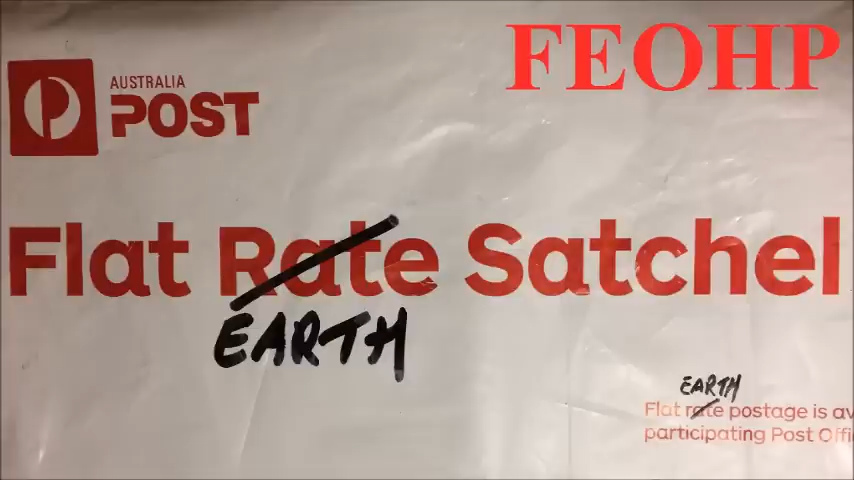 FEOHP
AUSTRALIA
POST
Flat Rate Satchel
EARTH
EARTH
Flat rate postage is av
participating Post Offi